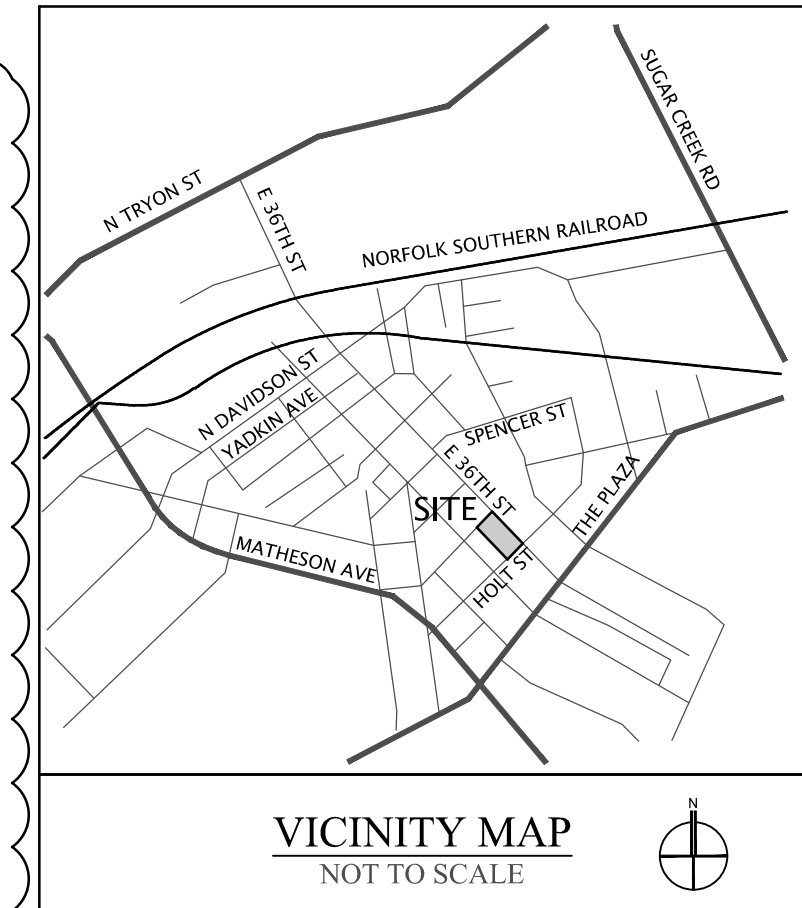 SUGAR CREEK RD
N TRYON ST
E 36TH ST
NORFOLK SOUTHERN RAILROAD
N DAVIDSON ST
YADKIN AVE
SPENCER ST
E 36TH ST
THE PLAZA
SITE
MATHESON AVE
HOLT ST
VICINITY MAP
NOT TO SCALE
N